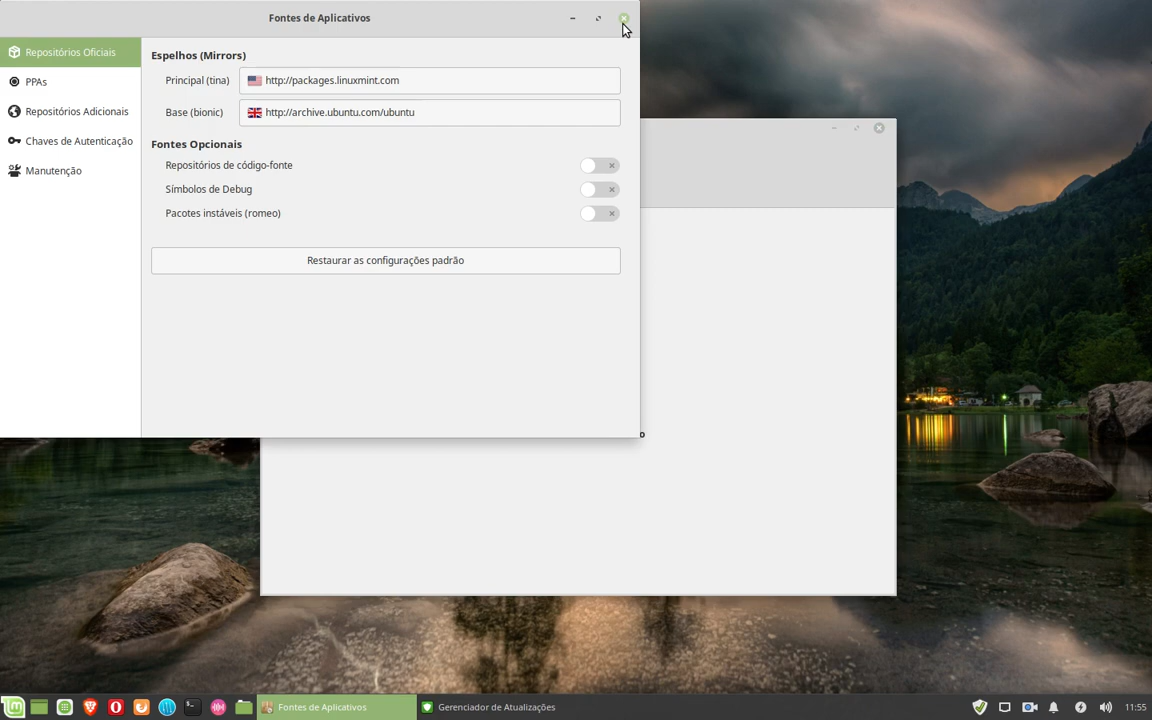 Fontes de Aplicativos
Repositórios Oficiais
PPAs
Repositórios Adicionais
Chaves de Autenticação
Manutenção
Espelhos (Mirrors)
Principal (tina) http://packages.linuxmint.com
Base (bionic) http://archive.ubuntu.com/ubuntu
Fontes Opcionais
Repositórios de código-fonte
Símbolos de Debug
Pacotes instáveis (romeo)
Restaurar as configurações padrão
o
Fontes de Aplicativos
Gerenciador de Atualizações
11:55